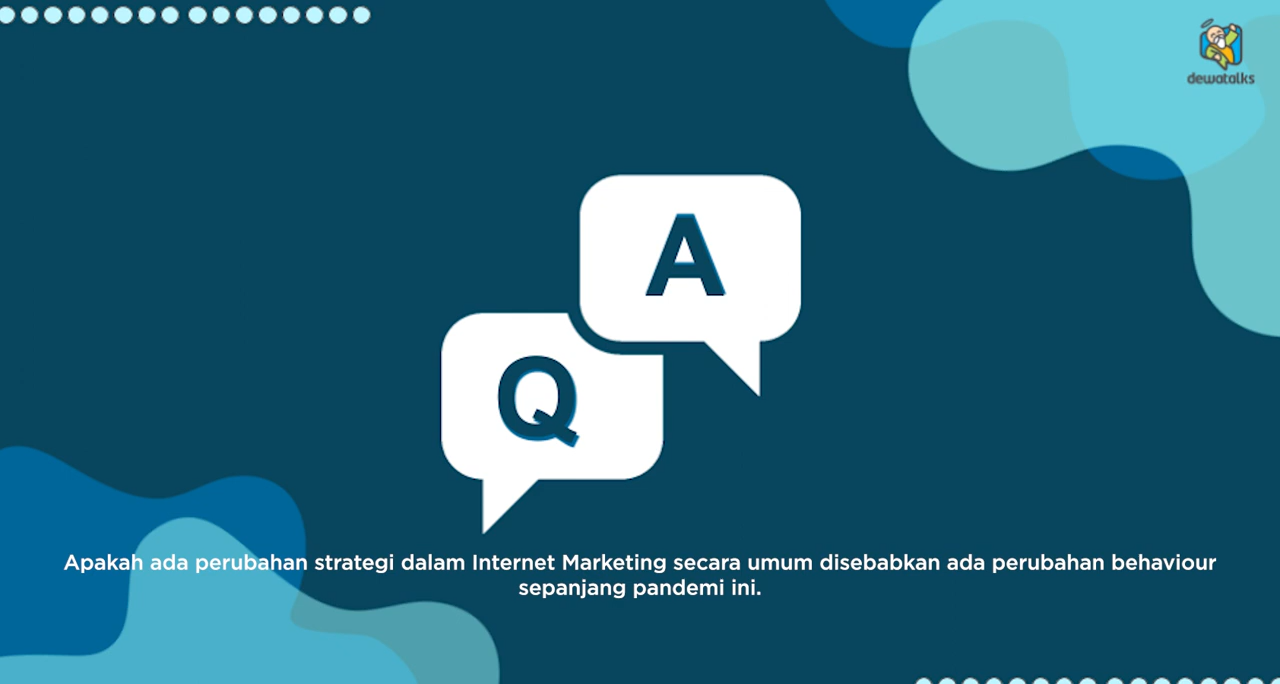 dewatalks
A
Q
Apakah ada perubahan strategi dalam Internet Marketing secara umum disebabkan ada perubahan behaviour
sepanjang pandemi ini.